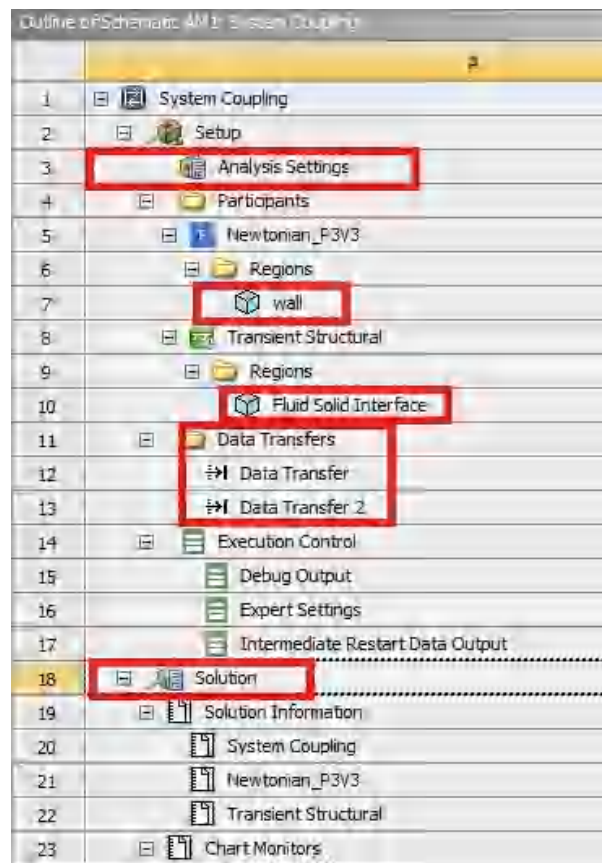 Outline of Schematic AM1: System Coupling
1 System Coupling
2 Setup
3 Analysis Settings
4 Participants
5 Newtonian_P3V3
6 Regions
7 wall
8 Transient Structural
9 Regions
10 Fluid Solid Interface
11 Data Transfers
12 Data Transfer
13 Data Transfer 2
14 Execution Control
15 Debug Output
16 Expert Settings
17 Intermediate Restart Data Output
18 Solution
19 Solution Information
20 System Coupling
21 Newtonian_P3V3
22 Transient Structural
23 Chart Monitors